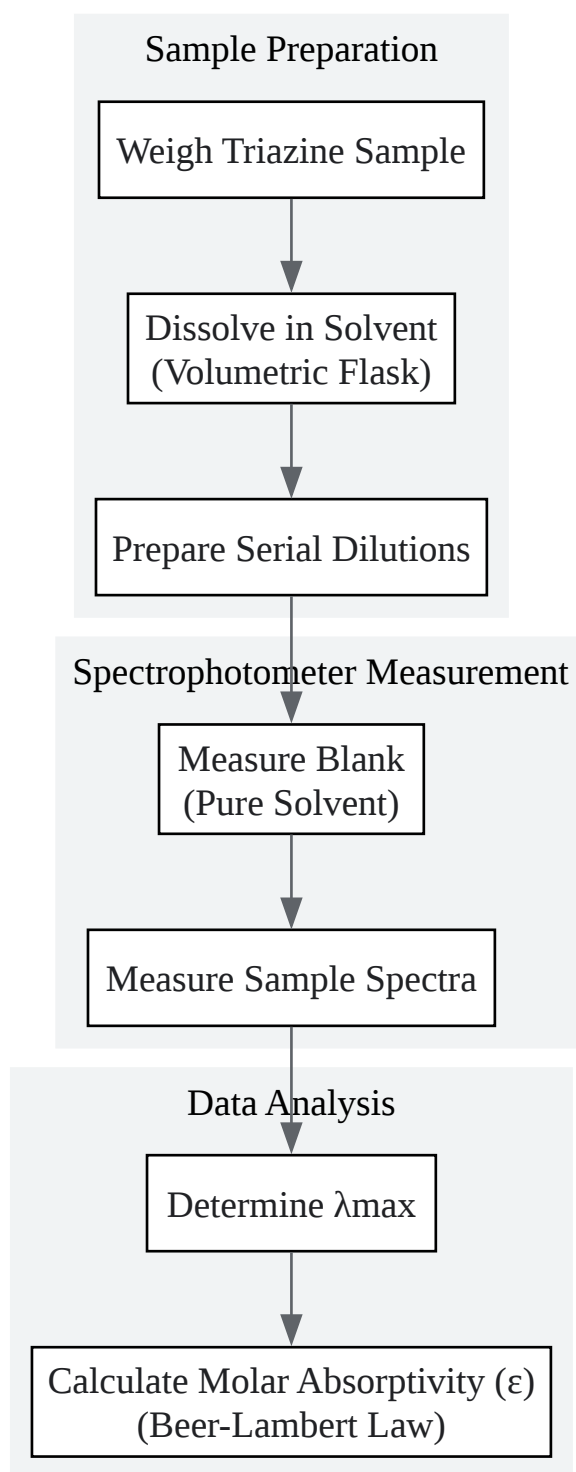 Sample Preparation
Weigh Triazine Sample
Dissolve in Solvent
(Volumetric Flask)
Prepare Serial Dilutions
Spectrophotometer Measurement
Measure Blank
(Pure Solvent)
Measure Sample Spectra
Data Analysis
Determine λmax
Calculate Molar Absorptivity (ε)
(Beer-Lambert Law)